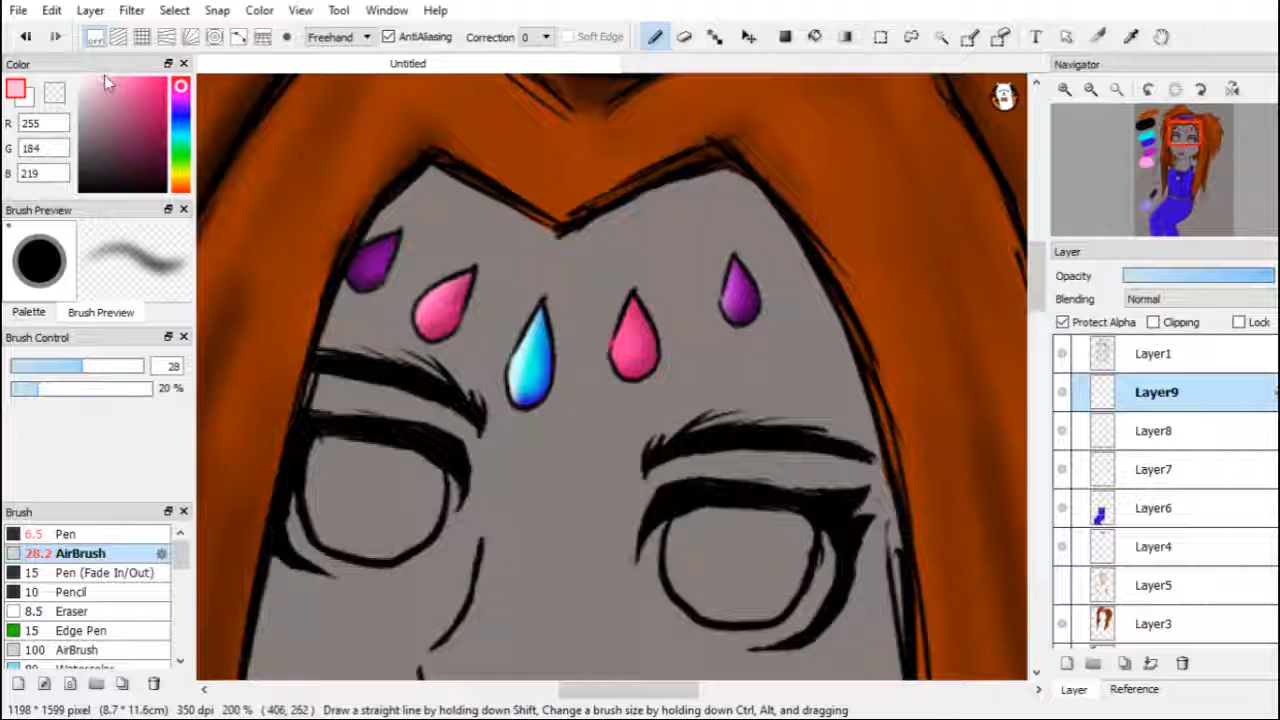 File Edit Layer Filter Select Snap Color View Tool Window Help
OFF Freehand AntiAliasing Correction 0 Soft Edge T
Color
Untitled
Navigator
R 255
G 184
B 219
Brush Preview
Palette Brush Preview
Brush Control
28
20 %
Brush
6.5 Pen
28.2 AirBrush
15 Pen (Fade In/Out)
10 Pencil
8.5 Eraser
15 Edge Pen
100 AirBrush
80 Watercolor
Layer
Opacity
Blending Normal
Protect Alpha Clipping Lock
Layer1
Layer9
Layer8
Layer7
Layer6
Layer4
Layer5
Layer3
Layer Reference
1198 * 1599 pixel (8.7 * 11.6cm) 350 dpi 200 % ( 406, 262 ) Draw a straight line by holding down Shift, Change a brush size by holding down Ctrl, Alt, and dragging